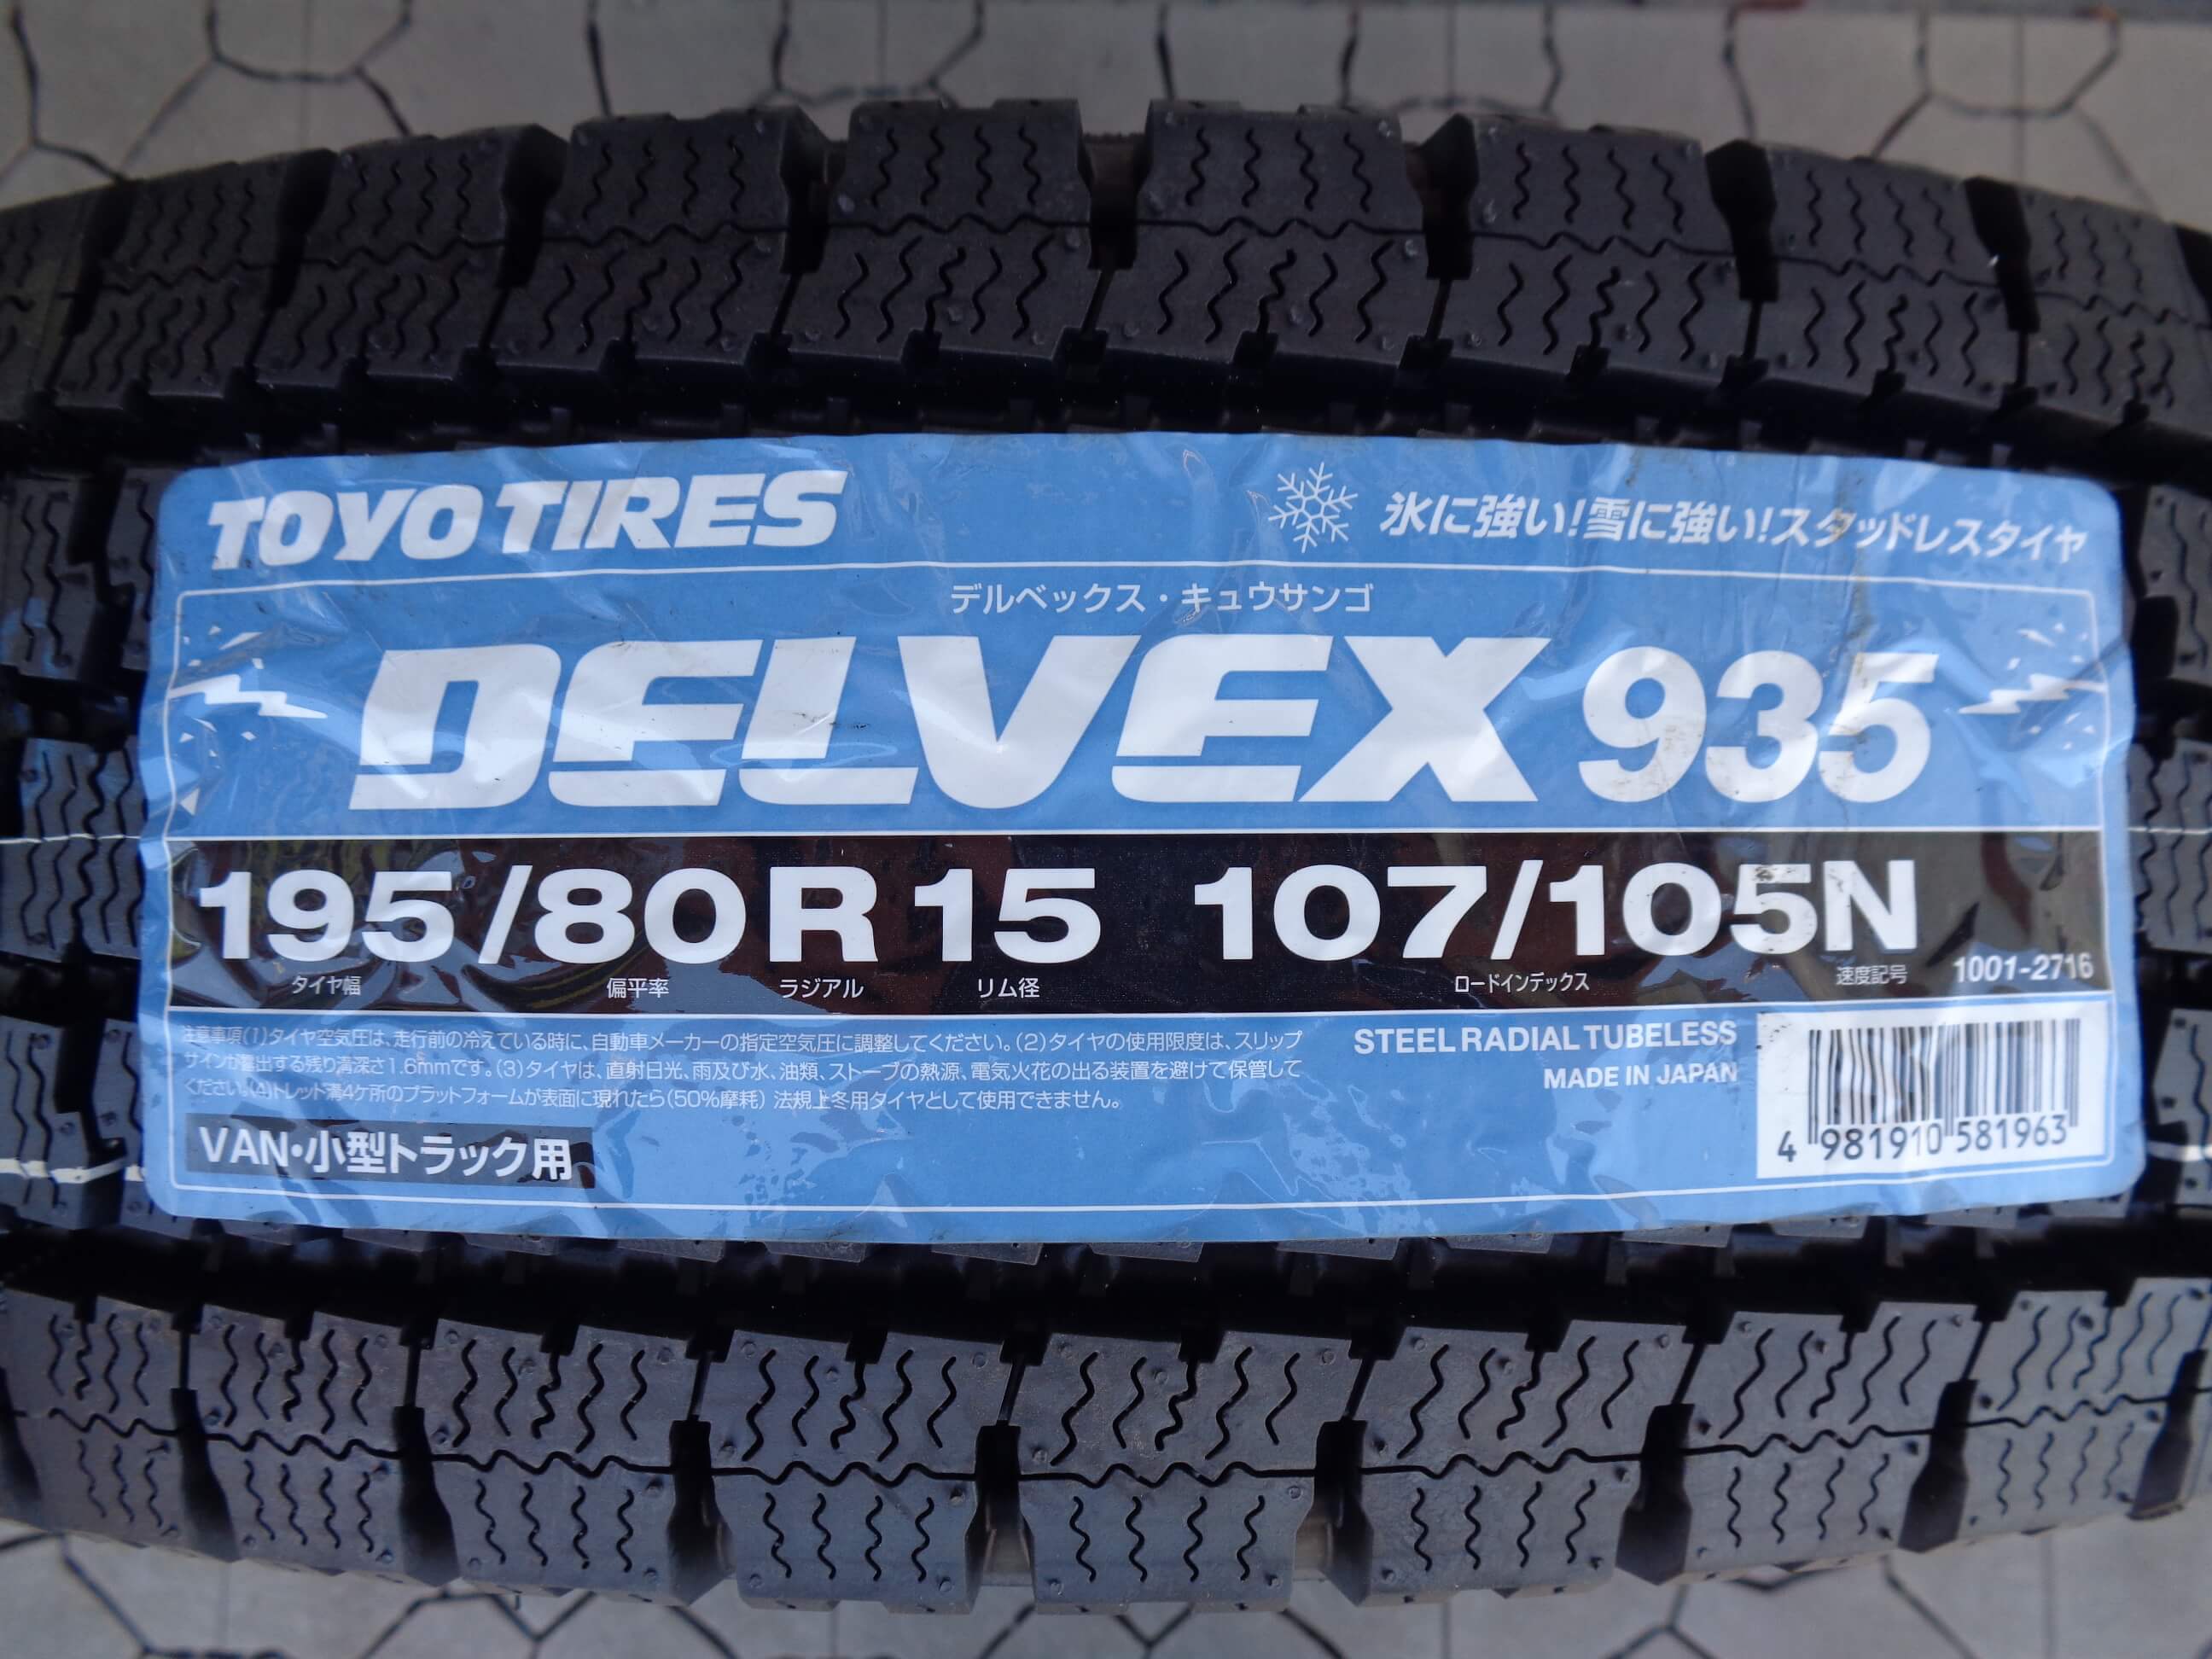 TOYO TIRES
氷に強い!雪に強い!スタッドレスタイヤ
デルベックス・キュウサンゴ
DELVEX 935
195/80R15 107/105N
タイヤ幅 偏平率 ラジアル リム径 ロードインデックス 速度記号 1001-2716
注意事項(1)タイヤ空気圧は、走行前の冷えている時に、自動車メーカーの指定空気圧に調整してください。(2)タイヤの使用限度は、スリップ
サインが露出する残り溝深さ1.6mmです。(3)タイヤは、直射日光、雨及び水、油類、ストーブの熱源、電気火花の出る装置を避けて保管して
ください。(4)トレッド溝4ケ所のプラットフォームが表面に現れたら(50%摩耗)法規上冬用タイヤとして使用できません。
STEEL RADIAL TUBELESS
MADE IN JAPAN
VAN・小型トラック用
4 981910 581963